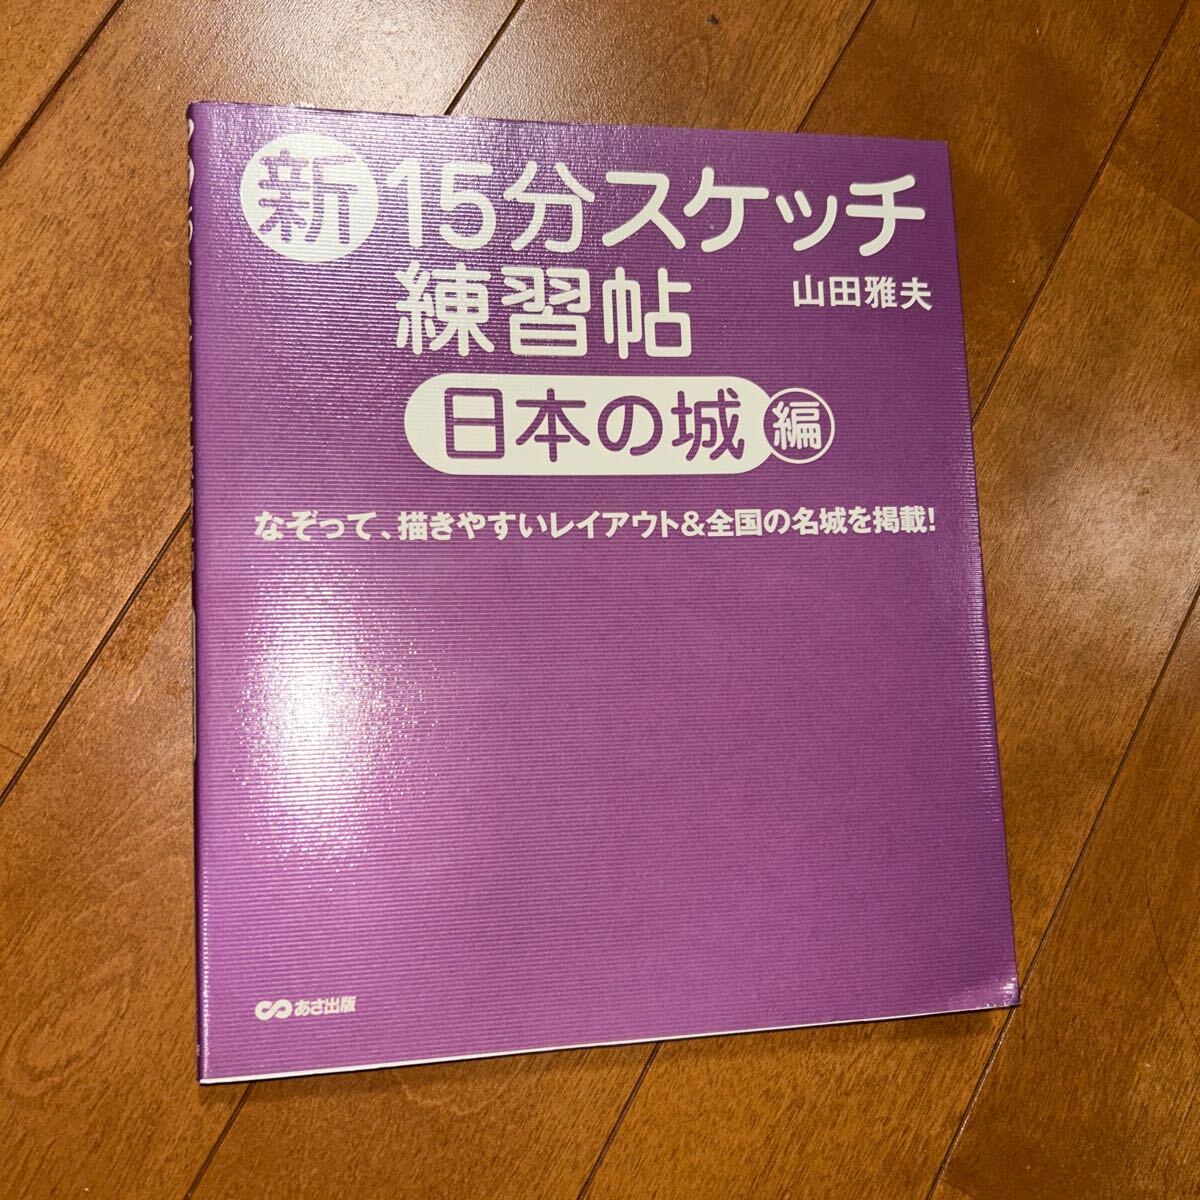 新15分スケッチ
練習帖
山田雅夫
日本の城編
なぞって、描きやすいレイアウト&全国の名城を掲載!
あさ出版